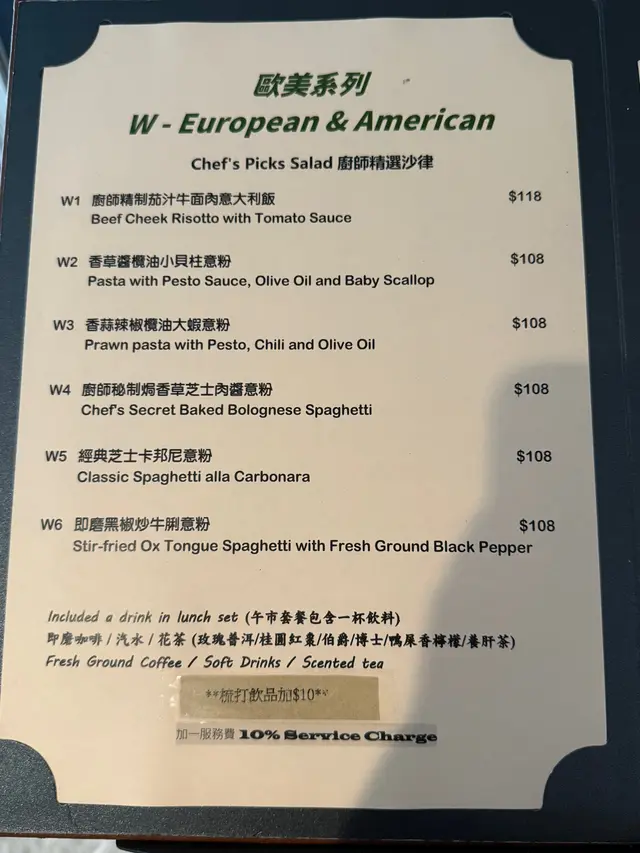 歐美系列
W - European & American
Chef's Picks Salad 廚師精選沙律
W1 廚師精制茄汁牛面肉意大利飯 $118
Beef Cheek Risotto with Tomato Sauce
W2 香草醬欖油小貝柱意粉 $108
Pasta with Pesto Sauce, Olive Oil and Baby Scallop
W3 香蒜辣椒欖油大蝦意粉 $108
Prawn pasta with Pesto, Chili and Olive Oil
W4 廚師秘制焗香草芝士肉醬意粉 $108
Chef's Secret Baked Bolognese Spaghetti
W5 經典芝士卡邦尼意粉 $108
Classic Spaghetti alla Carbonara
W6 即磨黑椒炒牛脷意粉 $108
Stir-fried Ox Tongue Spaghetti with Fresh Ground Black Pepper
Included a drink in lunch set (午市套餐包含一杯飲料)
即磨咖啡 / 汽水 / 花茶 (玫瑰普洱/桂圓紅棗/伯爵/博士/鴨屎香檸檬/養肝茶)
Fresh Ground Coffee / Soft Drinks / Scented tea
**梳打飲品加$10**
加一服務費 10% Service Charge